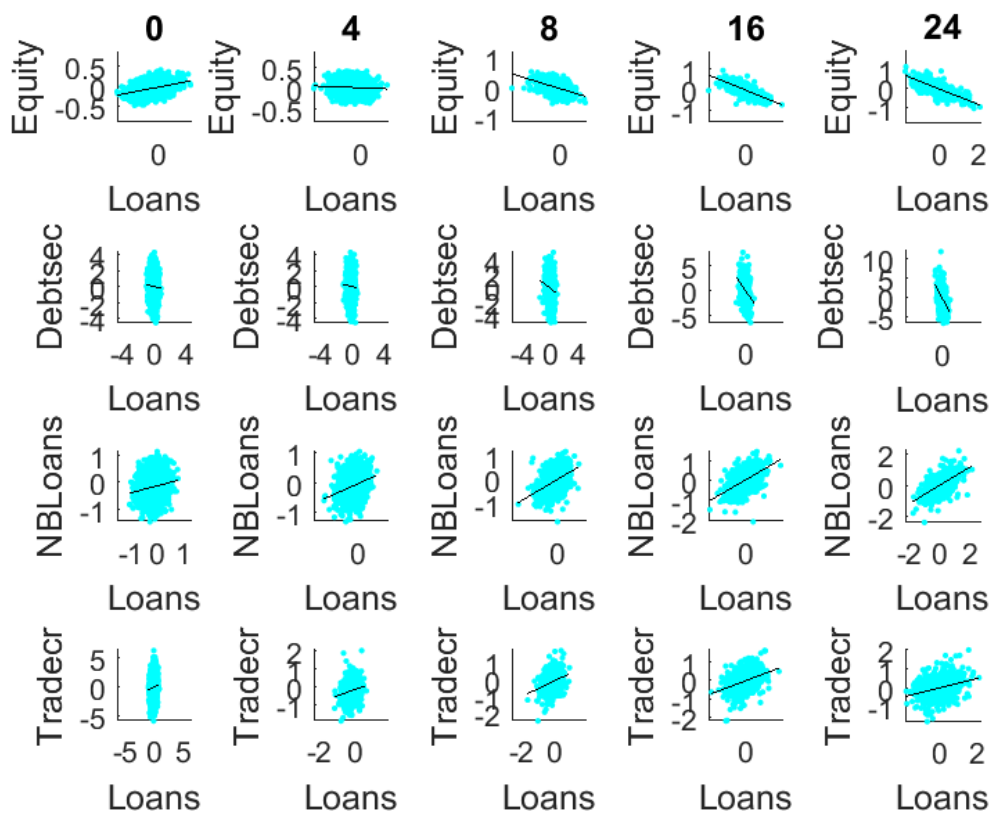 0 4 8 16 24
Equity Equity Equity Equity Equity
0.5 0.5 1 1 1
0 0 0 0 0
-0.5 -0.5 -1 -1 -1
0 0 0 0 0 2
Loans Loans Loans Loans Loans
Debtsec Debtsec Debtsec Debtsec Debtsec
4 4 4 5 10
2 2 2 0 5
0 0 0 -5 0
-2 -2 -2 -5
-4 -4 -4
-4 0 4 -4 0 4 -4 0 4 0 0
Loans Loans Loans Loans Loans
NBLoans NBLoans NBLoans NBLoans NBLoans
1 1 1 1 2
0 0 0 0 0
-1 -1 -1 -1 -2
-2
-1 0 1 0 0 0 -2 0 2
Loans Loans Loans Loans Loans
Tradecr Tradecr Tradecr Tradecr Tradecr
5 2 1 1 2
0 1 0 0 1
-5 0 -1 -1 0
-1 -2 -2 -1
-5 0 5 -2 0 -2 0 0 0 2
Loans Loans Loans Loans Loans